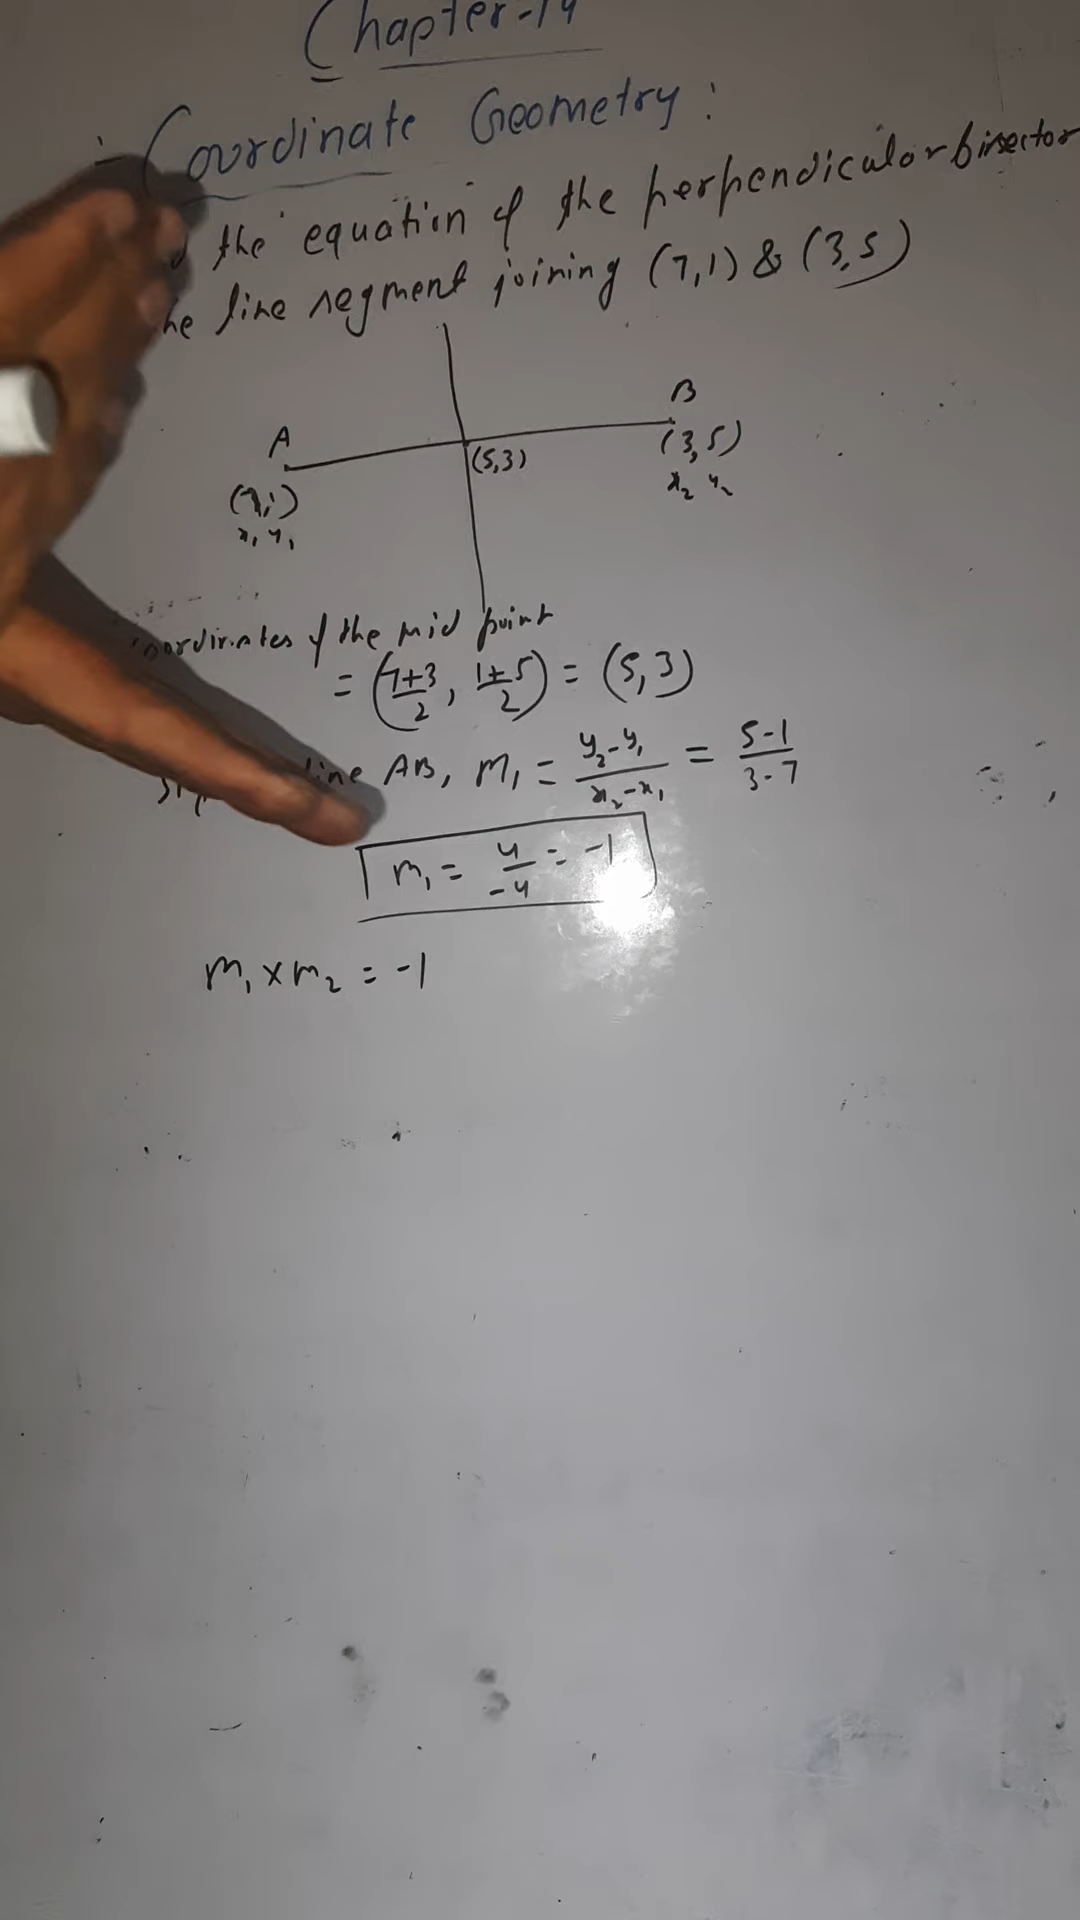 Chapter-14
:- Coordinate Geometry:
the equation of the perpendicular bisector
line segment joining (7,1) & (3,5)
A
B
(7,1)
x₁ y₁
(5,3)
(3,5)
x₂ y₂
of the mid point
= (7+3/2, 1+5/2) = (5,3)
line AB, m₁ = y₂-y₁/x₂-x₁ = 5-1/3-7
m₁ = 4/-4 = -1
m₁ × m₂ = -1